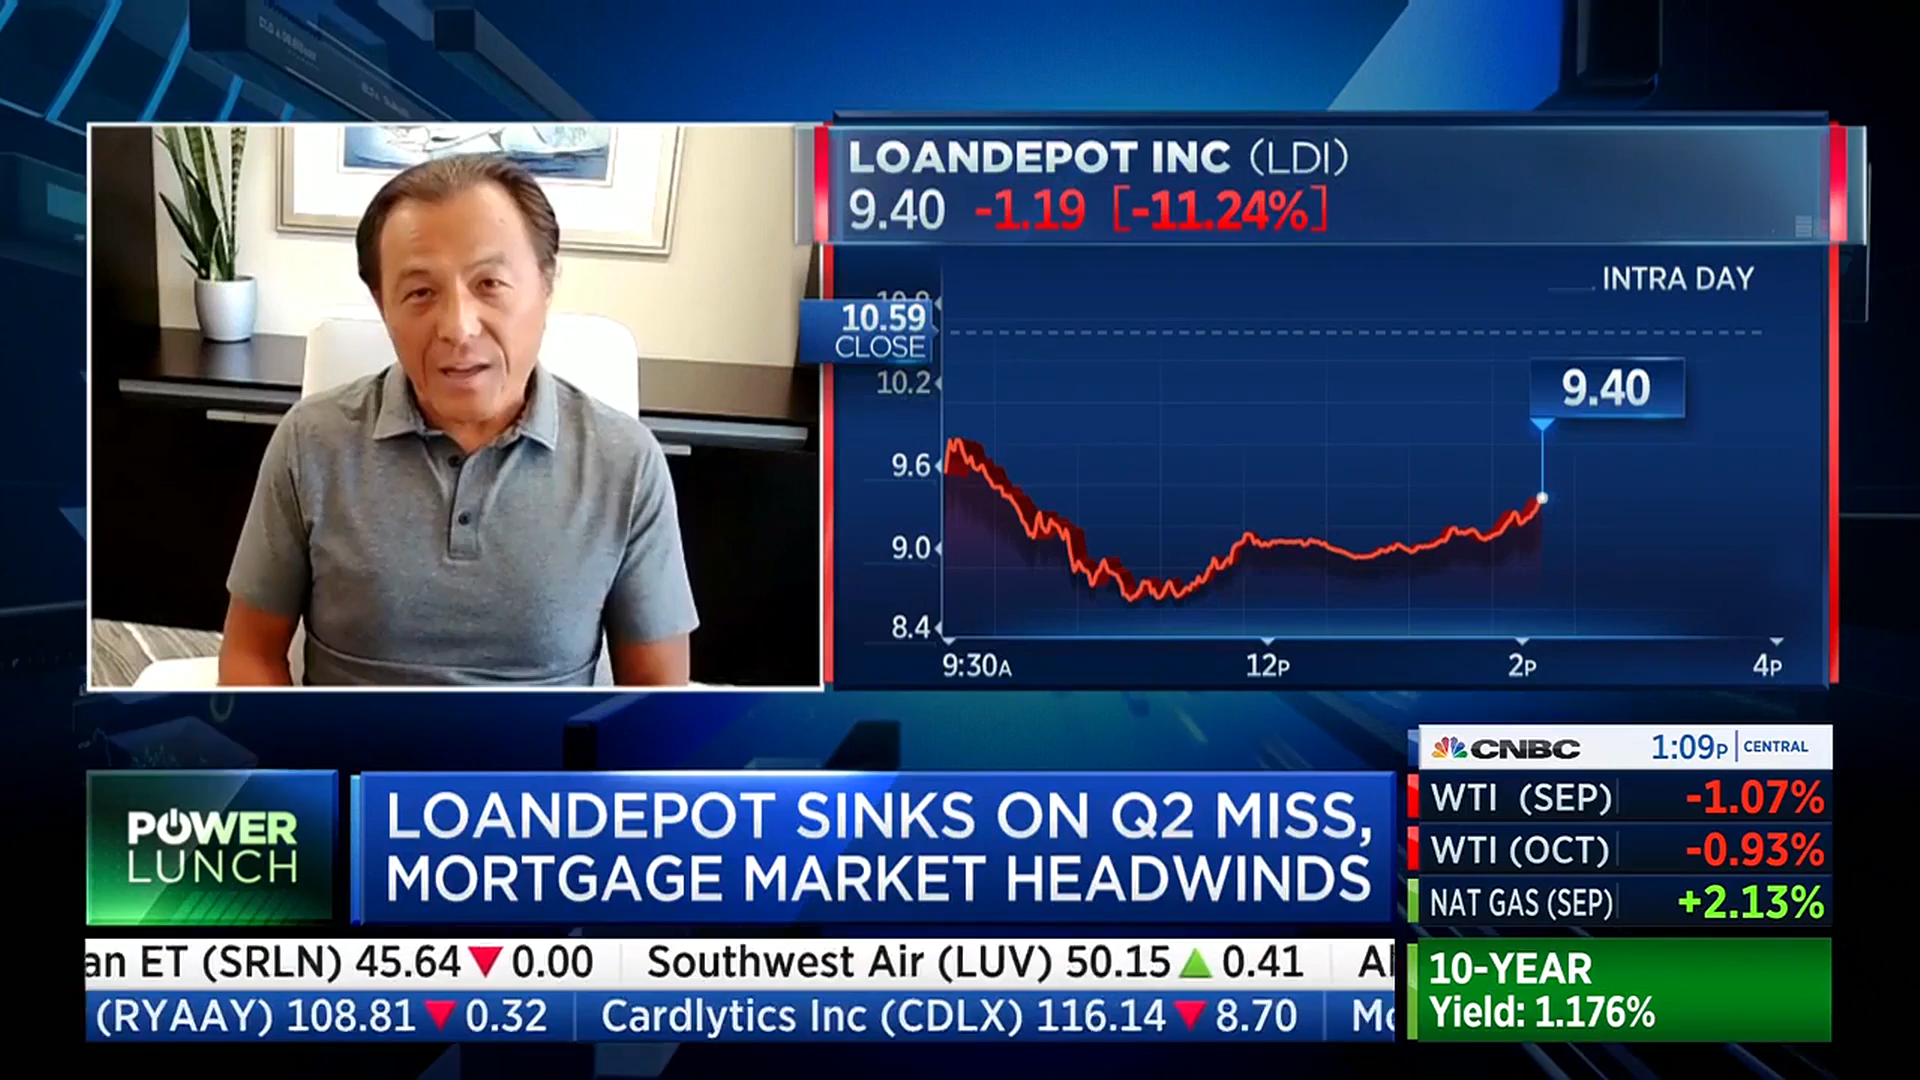 LOANDEPOT INC (LDI)
9.40 -1.19 [-11.24%]
INTRA DAY
10.59
CLOSE
10.2
9.6
9.0
8.4
9.40
9:30A 12P 2P 4P
CNBC 1:09P CENTRAL
WTI (SEP) -1.07%
WTI (OCT) -0.93%
NAT GAS (SEP) +2.13%
10-YEAR
Yield: 1.176%
POWER
LUNCH
LOANDEPOT SINKS ON Q2 MISS,
MORTGAGE MARKET HEADWINDS
an ET (SRLN) 45.64 ▼ 0.00 Southwest Air (LUV) 50.15 ▲ 0.41
(RYAAY) 108.81 ▼ 0.32 Cardlytics Inc (CDLX) 116.14 ▼ 8.70